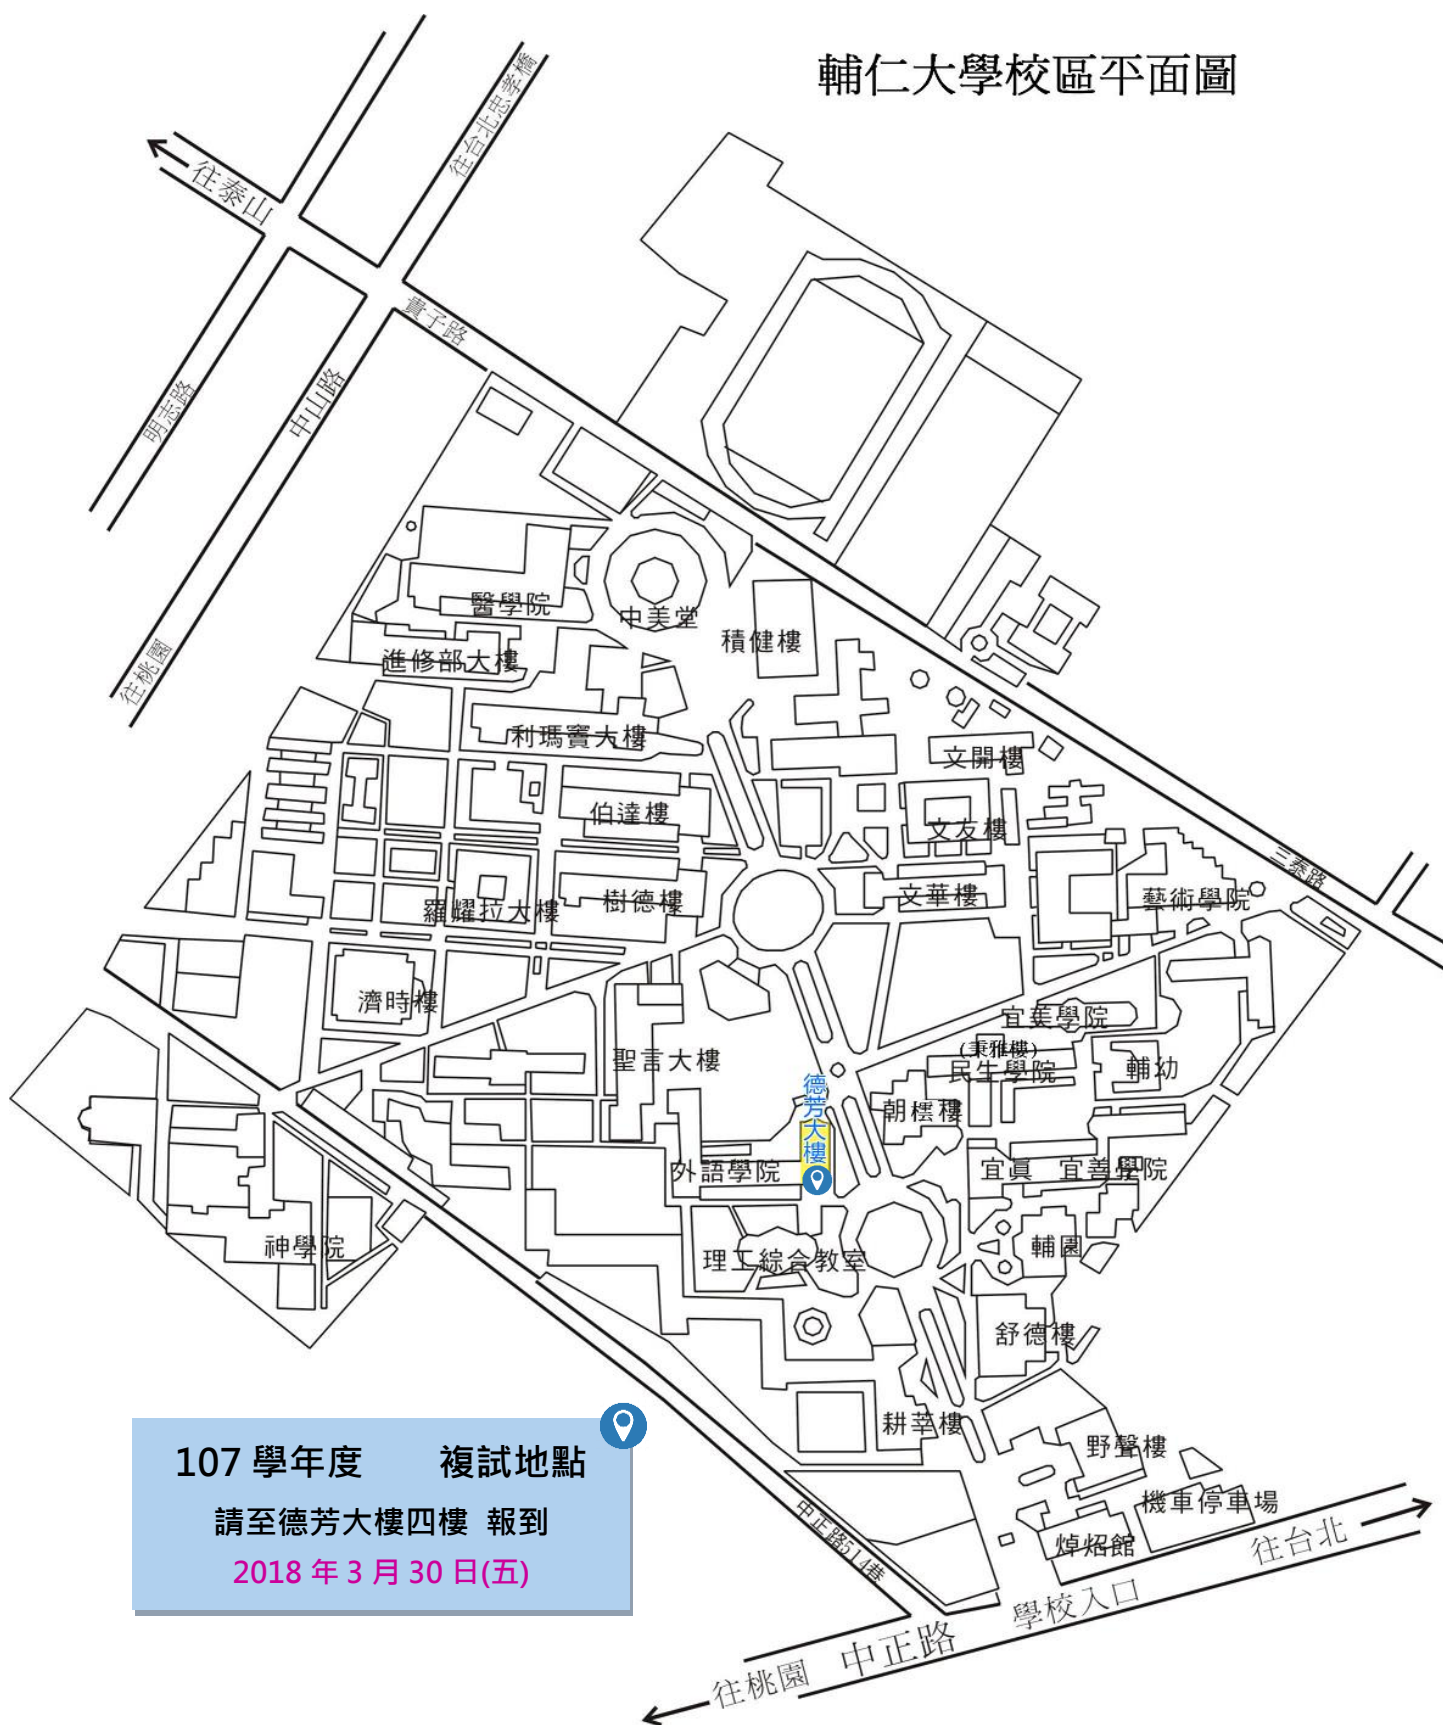 輔仁大學校區平面圖
往台北忠孝橋
往泰山
貴子路
明志路
中山路
往桃園
醫學院
中美堂
積健樓
進修部大樓
利瑪竇大樓
文開樓
伯達樓
文友樓
三泰路
羅耀拉大樓
樹德樓
文華樓
藝術學院
濟時樓
宜美學院
(秉雅樓)
聖言大樓
民生學院
輔幼
德芳大樓
朝橒樓
外語學院
宜真
宜善學院
神學院
理工綜合教室
輔園
舒德樓
耕莘樓
野聲樓
107 學年度 複試地點
請至德芳大樓四樓 報到
2018 年 3 月 30 日(五)
中正路514巷
機車停車場
焯炤館
往台北
學校入口
中正路
往桃園